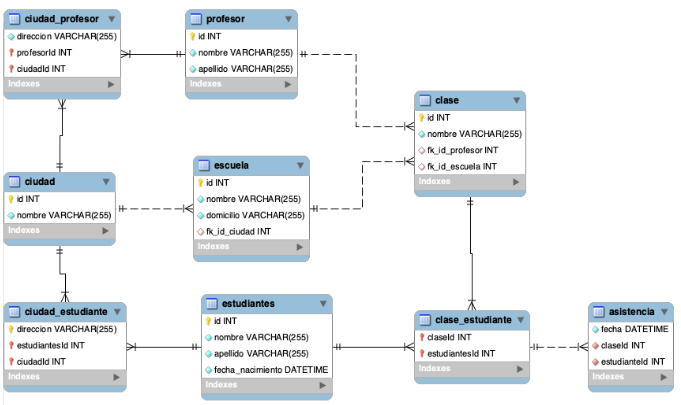 ciudad_profesor
direccion VARCHAR(255)
profesorId INT
ciudadId INT
Indexes
profesor
id INT
nombre VARCHAR(255)
apellido VARCHAR(255)
Indexes
clase
id INT
nombre VARCHAR(255)
fk_id_profesor INT
fk_id_escuela INT
Indexes
ciudad
id INT
nombre VARCHAR(255)
Indexes
escuela
id INT
nombre VARCHAR(255)
domicilio VARCHAR(255)
fk_id_ciudad INT
Indexes
ciudad_estudiante
direccion VARCHAR(255)
estudiantesId INT
ciudadId INT
Indexes
estudiantes
id INT
nombre VARCHAR(255)
apellido VARCHAR(255)
fecha_nacimiento DATETIME
Indexes
clase_estudiante
claseId INT
estudiantesId INT
Indexes
asistencia
fecha DATETIME
claseId INT
estudianteId INT
Indexes